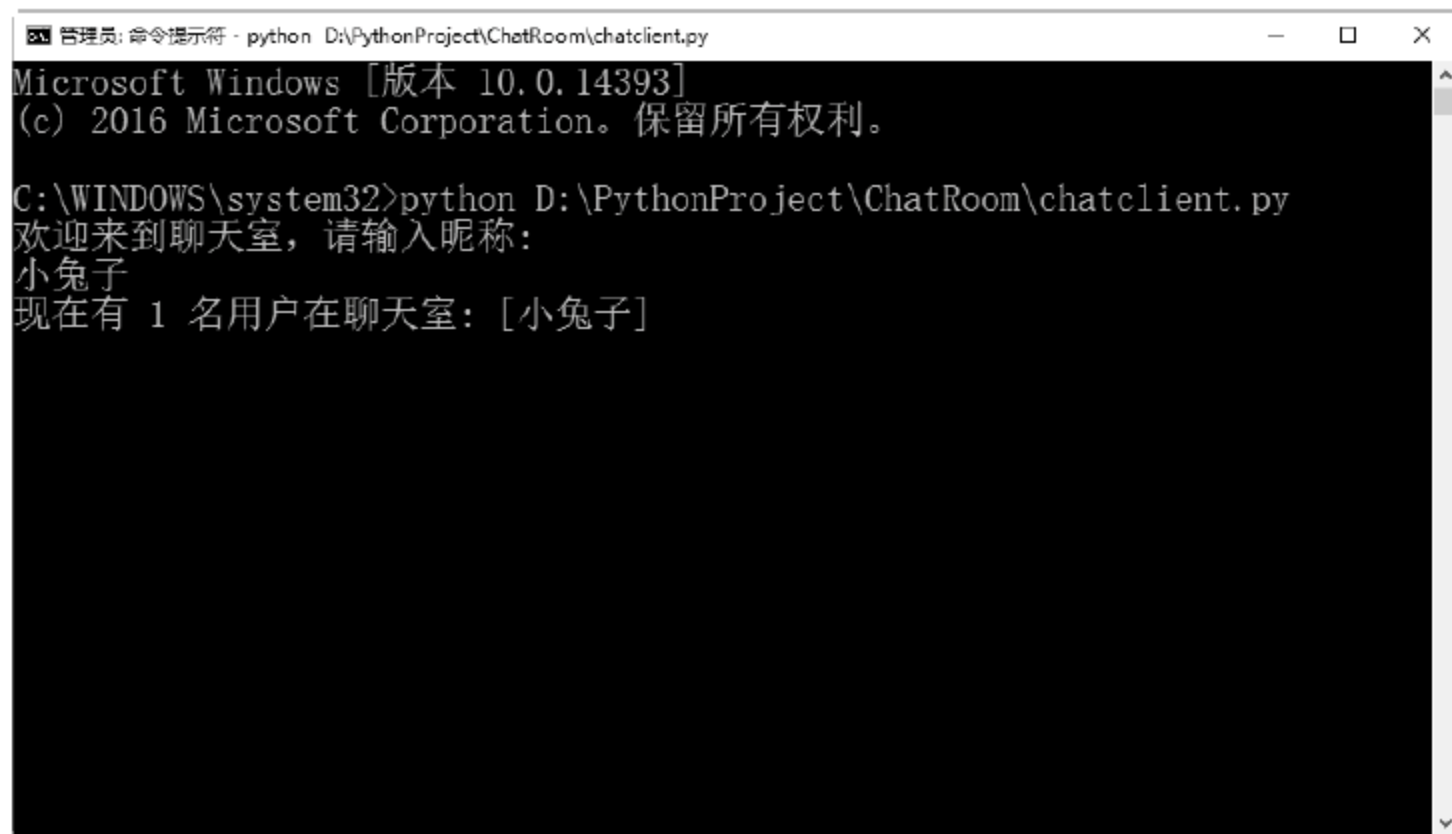 管理员: 命令提示符 - python  D:\PythonProject\ChatRoom\chatclient.py
Microsoft Windows [版本 10.0.14393]
(c) 2016 Microsoft Corporation。保留所有权利。
C:\WINDOWS\system32>python D:\PythonProject\ChatRoom\chatclient.py
欢迎来到聊天室，请输入昵称：
小兔子
现在有 1 名用户在聊天室: [小兔子]